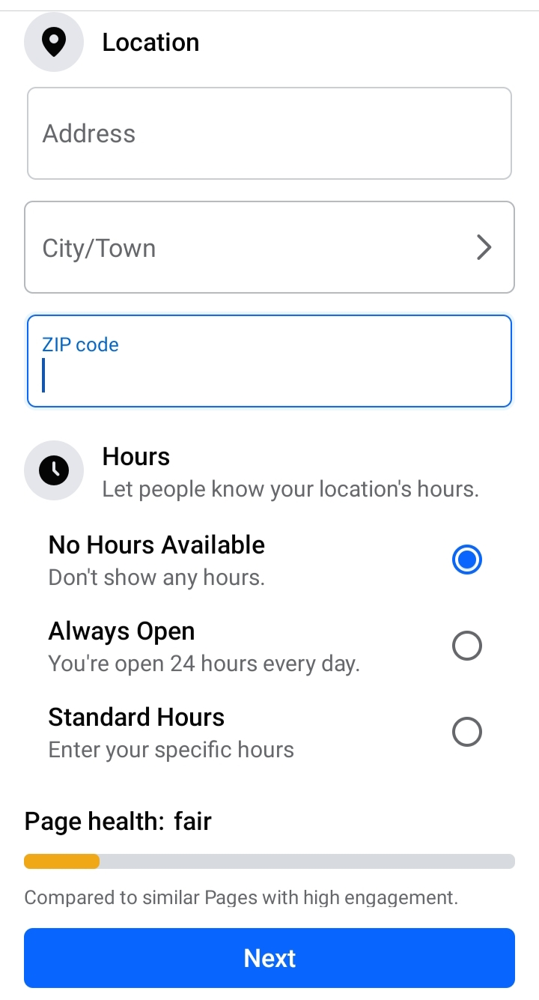 Location
Address
City/Town
ZIP code
Hours
Let people know your location's hours.
No Hours Available
Don't show any hours.
Always Open
You're open 24 hours every day.
Standard Hours
Enter your specific hours
Page health: fair
Compared to similar Pages with high engagement.
Next